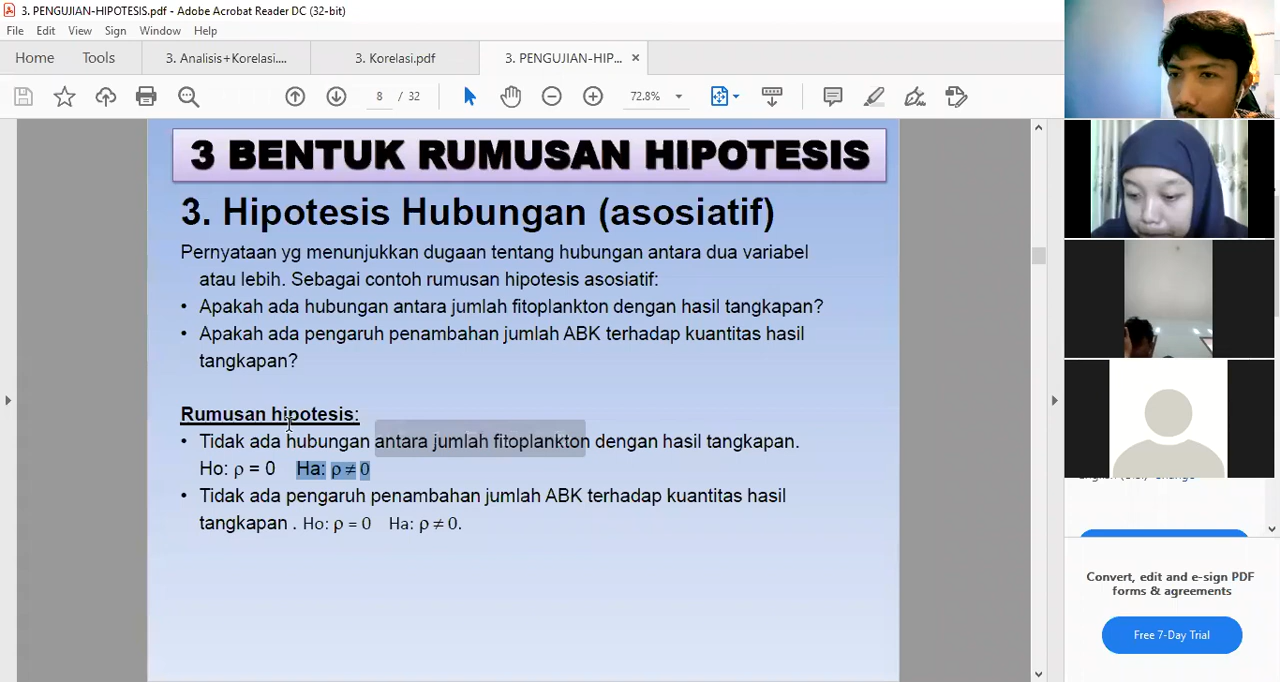 3. PENGUJIAN-HIPOTESIS.pdf - Adobe Acrobat Reader DC (32-bit)
File Edit View Sign Window Help
Home Tools 3. Analisis+Korelasi.... 3. Korelasi.pdf 3. PENGUJIAN-HIP... ×
8 / 32 72.8%
3 BENTUK RUMUSAN HIPOTESIS
3. Hipotesis Hubungan (asosiatif)
Pernyataan yg menunjukkan dugaan tentang hubungan antara dua variabel
atau lebih. Sebagai contoh rumusan hipotesis asosiatif:
• Apakah ada hubungan antara jumlah fitoplankton dengan hasil tangkapan?
• Apakah ada pengaruh penambahan jumlah ABK terhadap kuantitas hasil
tangkapan?
Rumusan hipotesis:
• Tidak ada hubungan antara jumlah fitoplankton dengan hasil tangkapan.
Ho: ρ = 0 Ha: ρ ≠ 0
• Tidak ada pengaruh penambahan jumlah ABK terhadap kuantitas hasil
tangkapan . Ho: ρ = 0 Ha: ρ ≠ 0.
Convert, edit and e-sign PDF
forms & agreements
Free 7-Day Trial